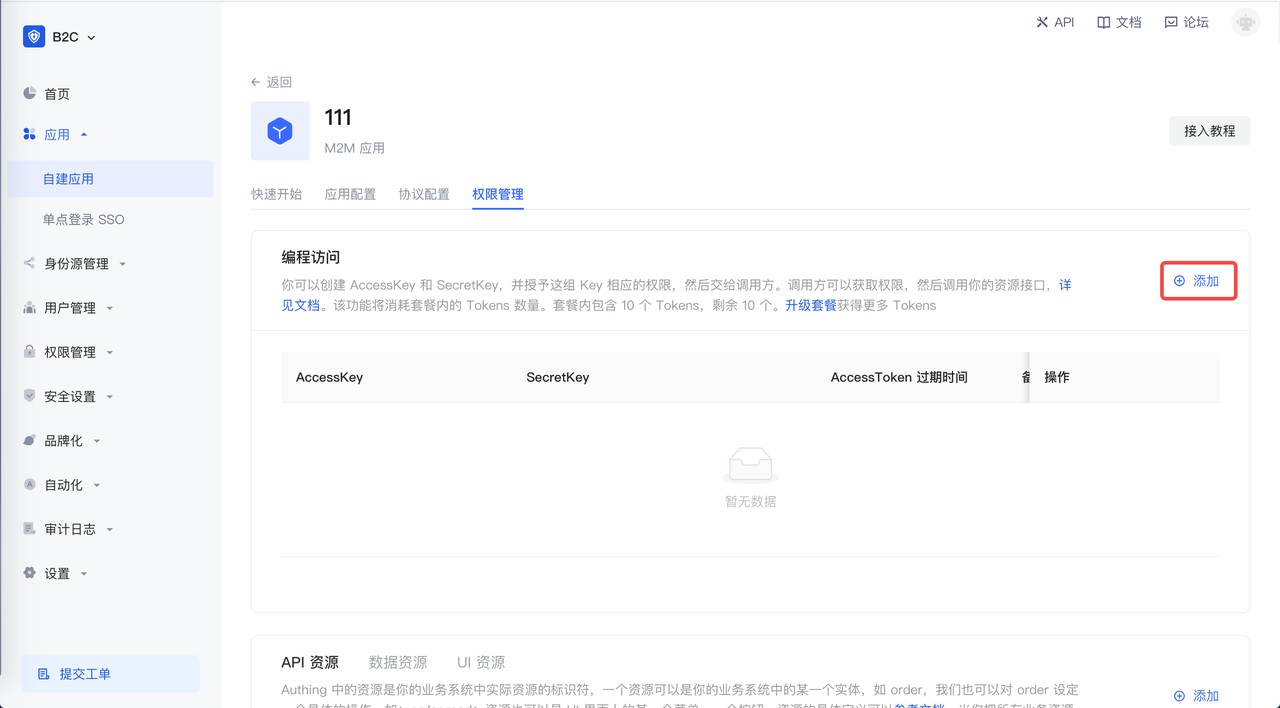 B2C
API 文档 论坛
首页
应用
自建应用
单点登录 SSO
身份源管理
用户管理
权限管理
安全设置
品牌化
自动化
审计日志
设置
提交工单
返回
111
M2M 应用
接入教程
快速开始 应用配置 协议配置 权限管理
编程访问
你可以创建 AccessKey 和 SecretKey，并授予这组 Key 相应的权限，然后交给调用方。调用方可以获取权限，然后调用你的资源接口，详
见文档。该功能将消耗套餐内的 Tokens 数量。套餐内包含 10 个 Tokens，剩余 10 个。升级套餐获得更多 Tokens
添加
AccessKey SecretKey AccessToken 过期时间 操作
暂无数据
API 资源 数据资源 UI 资源
Authing 中的资源是你的业务系统中实际资源的标识符，一个资源可以是你的业务系统中的某一个实体，如 order，我们也可以对 order 设定
添加